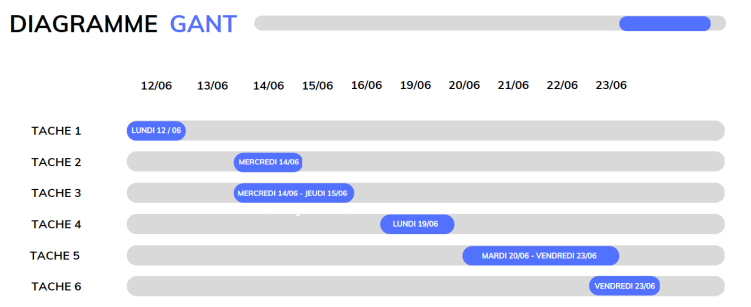 DIAGRAMME GANT
12/06 13/06 14/06 15/06 16/06 19/06 20/06 21/06 22/06 23/06
TACHE 1 LUNDI 12 / 06
TACHE 2 MERCREDI 14/06
TACHE 3 MERCREDI 14/06 - JEUDI 15/06
TACHE 4 LUNDI 19/06
TACHE 5 MARDI 20/06 - VENDREDI 23/06
TACHE 6 VENDREDI 23/06